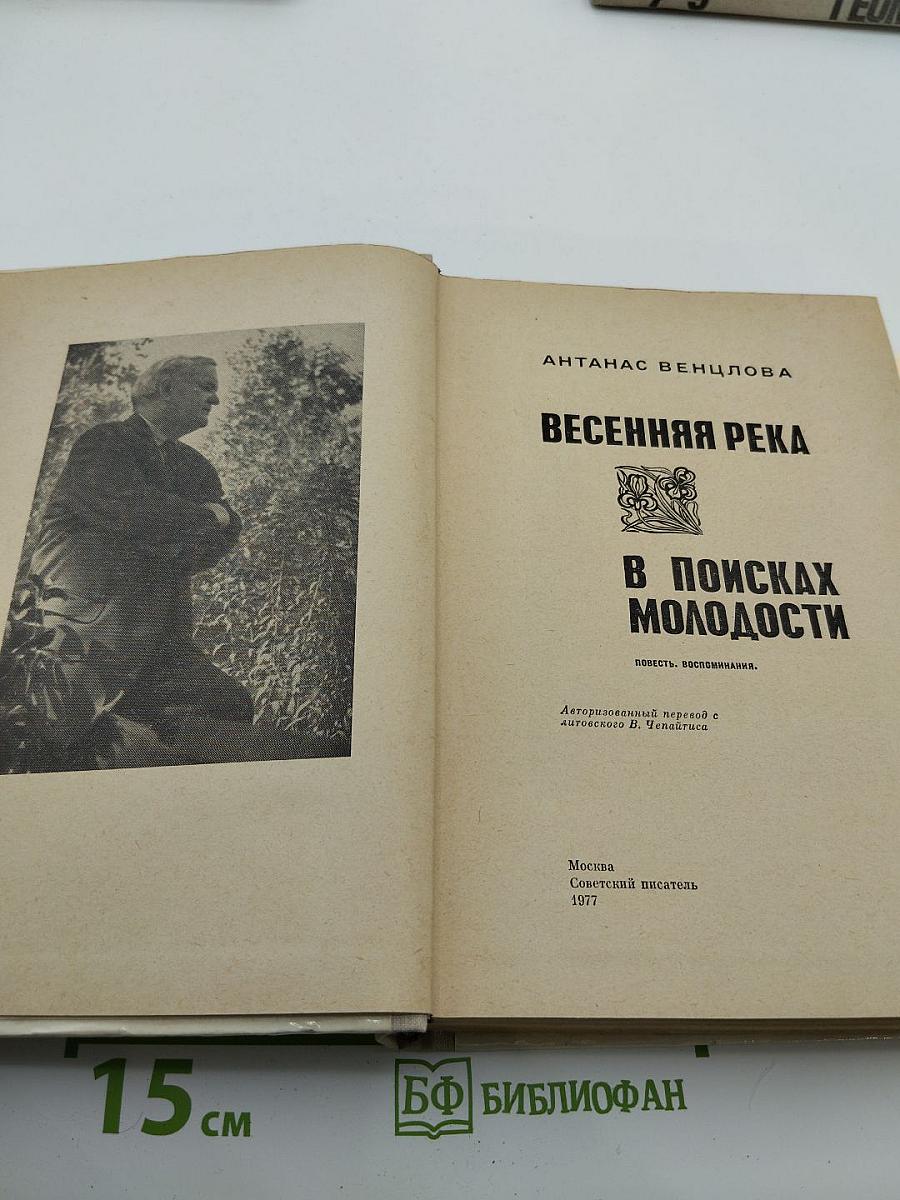 АНТАНАС ВЕНЦЛОВА
ВЕСЕННЯЯ РЕКА
В ПОИСКАХ
МОЛОДОСТИ
ПОВЕСТЬ. ВОСПОМИНАНИЯ.
Авторизованный перевод с
литовского В. Чепайтиса
Москва
Советский писатель
1977
15 см
БФ БИБЛИОФАН